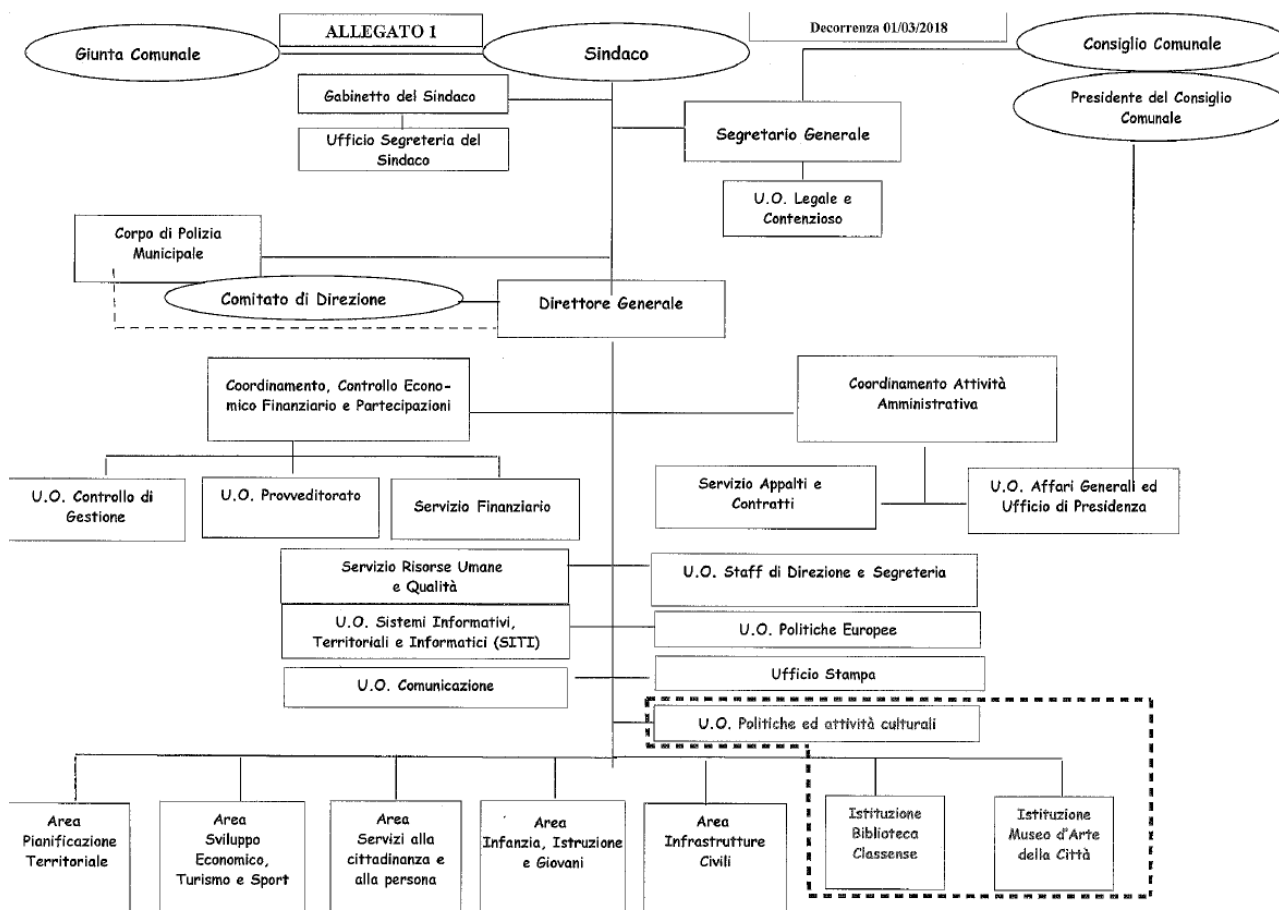 ALLEGATO 1
Decorrenza 01/03/2018
Giunta Comunale
Sindaco
Consiglio Comunale
Gabinetto del Sindaco
Presidente del Consiglio
Comunale
Ufficio Segreteria del
Sindaco
Segretario Generale
U.O. Legale e
Contenzioso
Corpo di Polizia
Municipale
Comitato di Direzione
Direttore Generale
Coordinamento, Controllo Econo-
mico Finanziario e Partecipazioni
Coordinamento Attività
Amministrativa
U.O. Controllo di
Gestione
U.O. Provveditorato
Servizio Finanziario
Servizio Appalti e
Contratti
U.O. Affari Generali ed
Ufficio di Presidenza
Servizio Risorse Umane
e Qualità
U.O. Staff di Direzione e Segreteria
U.O. Sistemi Informativi,
Territoriali e Informatici (SITI)
U.O. Politiche Europee
U.O. Comunicazione
Ufficio Stampa
U.O. Politiche ed attività culturali
Area
Pianificazione
Territoriale
Area
Sviluppo
Economico,
Turismo e Sport
Area
Servizi alla
cittadinanza e
alla persona
Area
Infanzia, Istruzione
e Giovani
Area
Infrastrutture
Civili
Istituzione
Biblioteca
Classense
Istituzione
Museo d'Arte
della Città